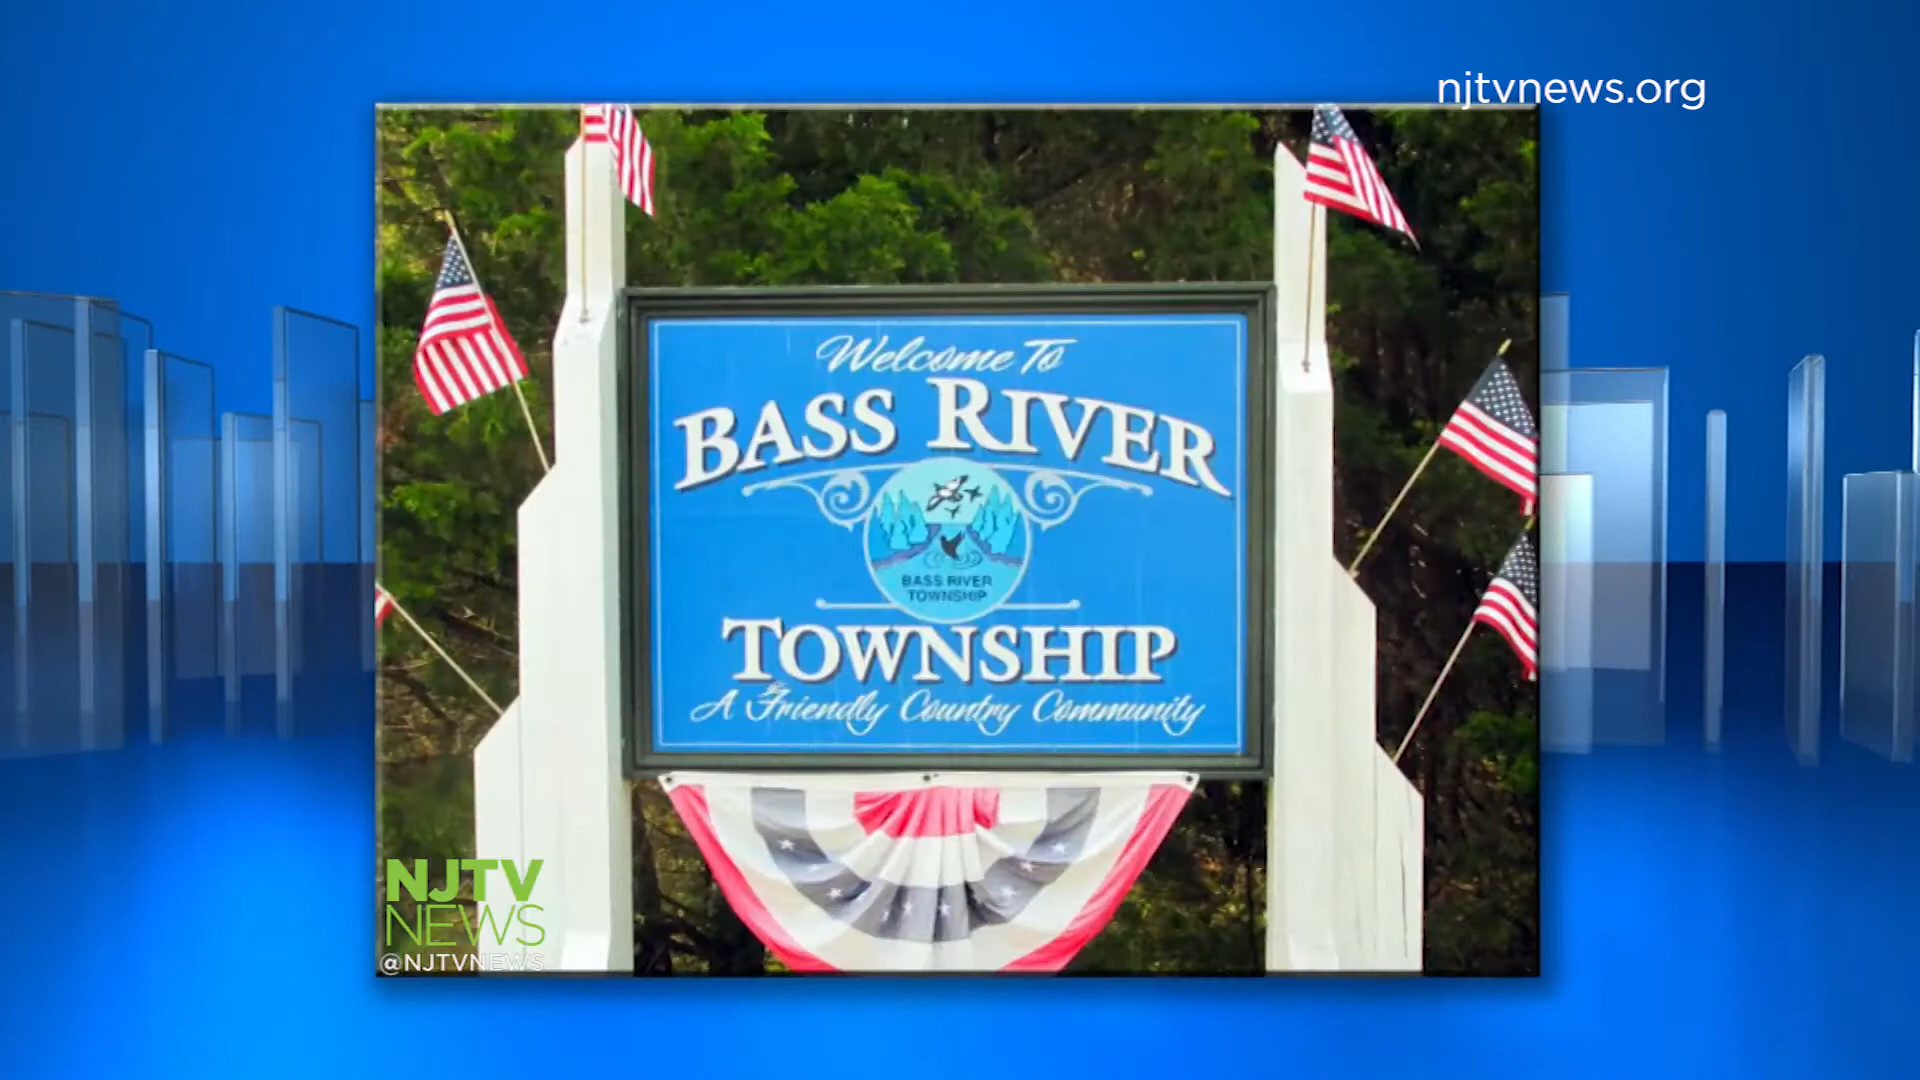 njtvnews.org
Welcome To
BASS RIVER
BASS RIVER
TOWNSHIP
TOWNSHIP
A Friendly Country Community
NJTV
NEWS
@NJTVNEWS